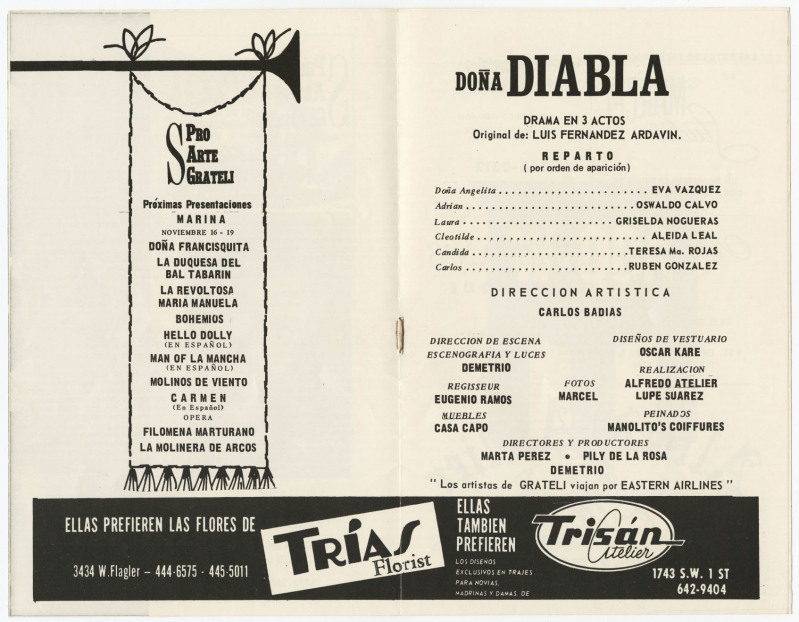 PRO
ARTE
GRATELI
Próximas Presentaciones
MARINA
NOVIEMBRE 16 - 19
DOÑA FRANCISQUITA
LA DUQUESA DEL
BAL TABARIN
LA REVOLTOSA
MARIA MANUELA
BOHEMIOS
HELLO DOLLY
(EN ESPAÑOL)
MAN OF LA MANCHA
(EN ESPAÑOL)
MOLINOS DE VIENTO
CARMEN
(En Español)
OPERA
FILOMENA MARTURANO
LA MOLINERA DE ARCOS
DOÑA DIABLA
DRAMA EN 3 ACTOS
Original de: LUIS FERNANDEZ ARDAVIN.
REPARTO
( por orden de aparición)
Doña Angelita . . . . . . . . . . . . . . . . . . . . . . EVA VAZQUEZ
Adrian . . . . . . . . . . . . . . . . . . . . . . . . OSWALDO CALVO
Laura . . . . . . . . . . . . . . . . . . . . . . GRISELDA NOGUERAS
Cleotilde . . . . . . . . . . . . . . . . . . . . . . . . ALEIDA LEAL
Candida . . . . . . . . . . . . . . . . . . . . . . TERESA Ma. ROJAS
Carlos . . . . . . . . . . . . . . . . . . . . . . . RUBEN GONZALEZ
DIRECCION ARTISTICA
CARLOS BADIAS
DIRECCION DE ESCENA
ESCENOGRAFIA Y LUCES
DEMETRIO
DISEÑOS DE VESTUARIO
OSCAR KARE
REALIZACION
ALFREDO ATELIER
LUPE SUAREZ
REGISSEUR
EUGENIO RAMOS
FOTOS
MARCEL
MUEBLES
CASA CAPO
PEINADOS
MANOLITO'S COIFFURES
DIRECTORES Y PRODUCTORES
MARTA PEREZ • PILY DE LA ROSA
DEMETRIO
" Los artistas de GRATELI viajan por EASTERN AIRLINES "
ELLAS PREFIEREN LAS FLORES DE
3434 W.Flagler – 444-6575 · 445-5011
TRÍAS
Florist
ELLAS
TAMBIEN
PREFIEREN
LOS DISEÑOS
EXCLUSIVOS EN TRAJES
PARA NOVIAS,
MADRINAS Y DAMAS, DE
Trisán
Atelier
1743 S.W. 1 ST
642-9404